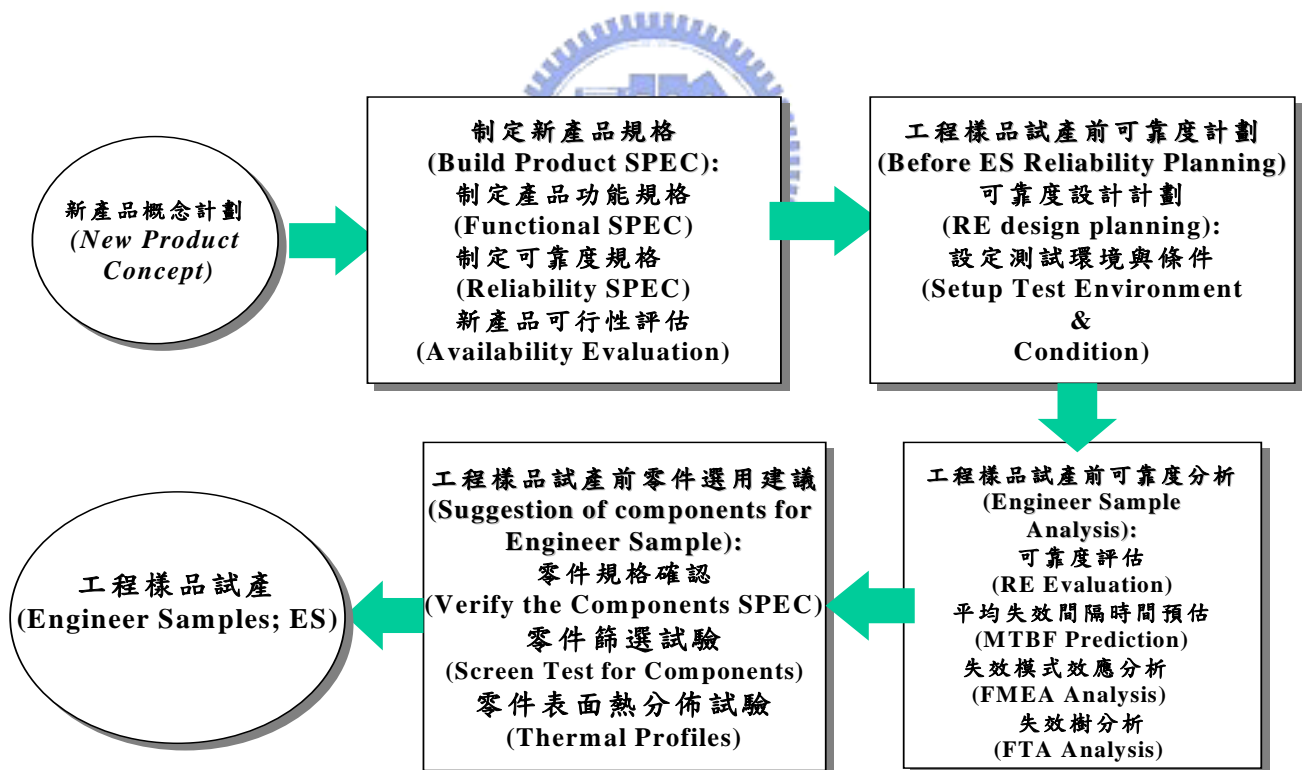 新產品概念計劃
(New Product
Concept)
制定新產品規格
(Build Product SPEC):
制定產品功能規格
(Functional SPEC)
制定可靠度規格
(Reliability SPEC)
新產品可行性評估
(Availability Evaluation)
工程樣品試產前可靠度計劃
(Before ES Reliability Planning)
可靠度設計計劃
(RE design planning):
設定測試環境與條件
(Setup Test Environment
&
Condition)
工程樣品試產前可靠度分析
(Engineer Sample
Analysis):
可靠度評估
(RE Evaluation)
平均失效間隔時間預估
(MTBF Prediction)
失效模式效應分析
(FMEA Analysis)
失效樹分析
(FTA Analysis)
工程樣品試產前零件選用建議
(Suggestion of components for
Engineer Sample):
零件規格確認
(Verify the Components SPEC)
零件篩選試驗
(Screen Test for Components)
零件表面熱分佈試驗
(Thermal Profiles)
工程樣品試產
(Engineer Samples; ES)